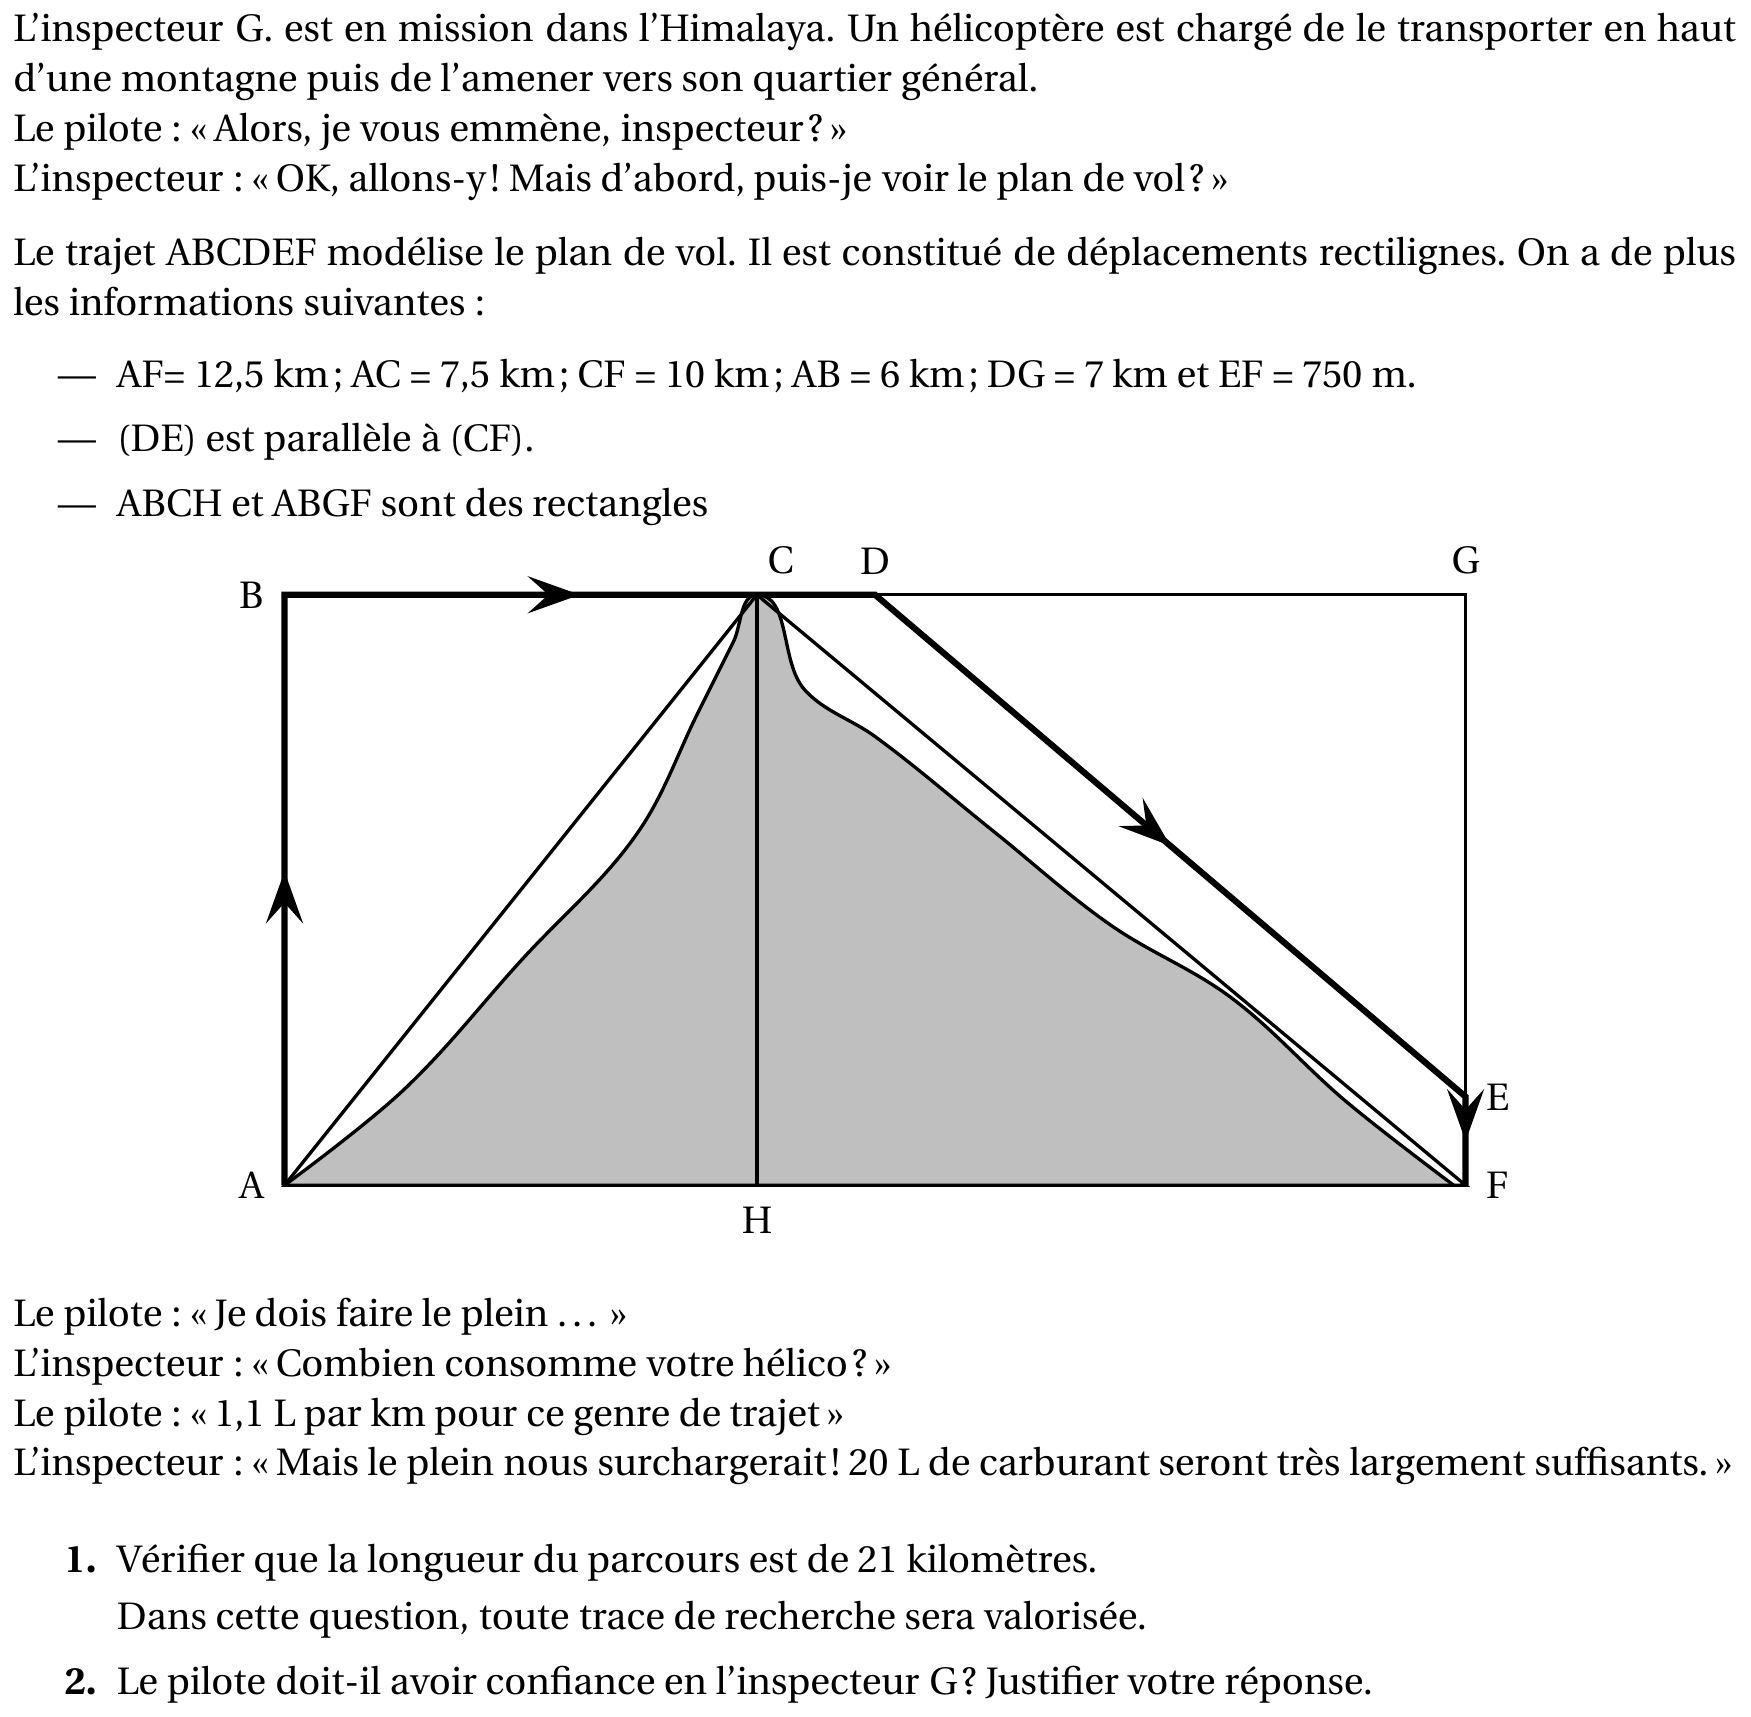 L’inspecteur G. est en mission dans l’Himalaya. Un hélicoptère est chargé de le transporter en haut
d’une montagne puis de l’amener vers son quartier général.
Le pilote : « Alors, je vous emmène, inspecteur ? »
L’inspecteur : « OK, allons-y ! Mais d’abord, puis-je voir le plan de vol ? »
Le trajet ABCDEF modélise le plan de vol. Il est constitué de déplacements rectilignes. On a de plus
les informations suivantes :
— AF= 12,5 km ; AC = 7,5 km ; CF = 10 km ; AB = 6 km ; DG = 7 km et EF = 750 m.
— (DE) est parallèle à (CF).
— ABCH et ABGF sont des rectangles
C D G
B
E
A F
H
Le pilote : « Je dois faire le plein … »
L’inspecteur : « Combien consomme votre hélico ? »
Le pilote : « 1,1 L par km pour ce genre de trajet »
L’inspecteur : « Mais le plein nous surchargerait ! 20 L de carburant seront très largement suffisants. »
1. Vérifier que la longueur du parcours est de 21 kilomètres.
Dans cette question, toute trace de recherche sera valorisée.
2. Le pilote doit-il avoir confiance en l’inspecteur G ? Justifier votre réponse.